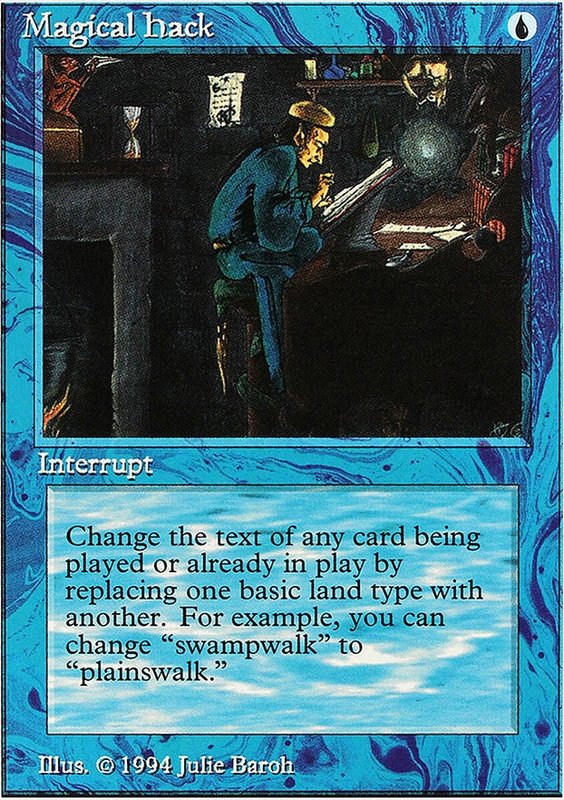 Magical Hack
Interrupt
Change the text of any card being
played or already in play by
replacing one basic land type with
another. For example, you can
change “swampwalk” to
“plainswalk.”
Illus. © 1994 Julie Baroh